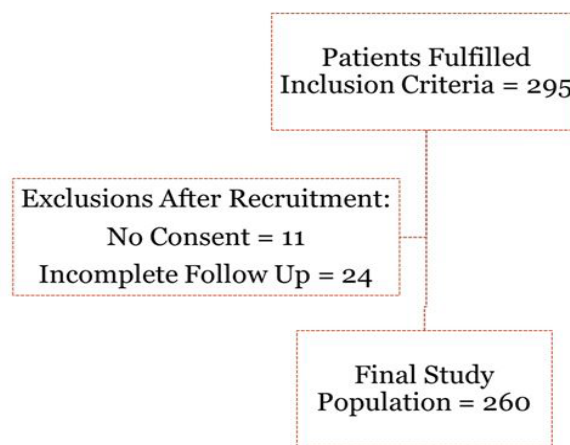 Patients Fulfilled
Inclusion Criteria = 295
Exclusions After Recruitment:
No Consent = 11
Incomplete Follow Up = 24
Final Study
Population = 260